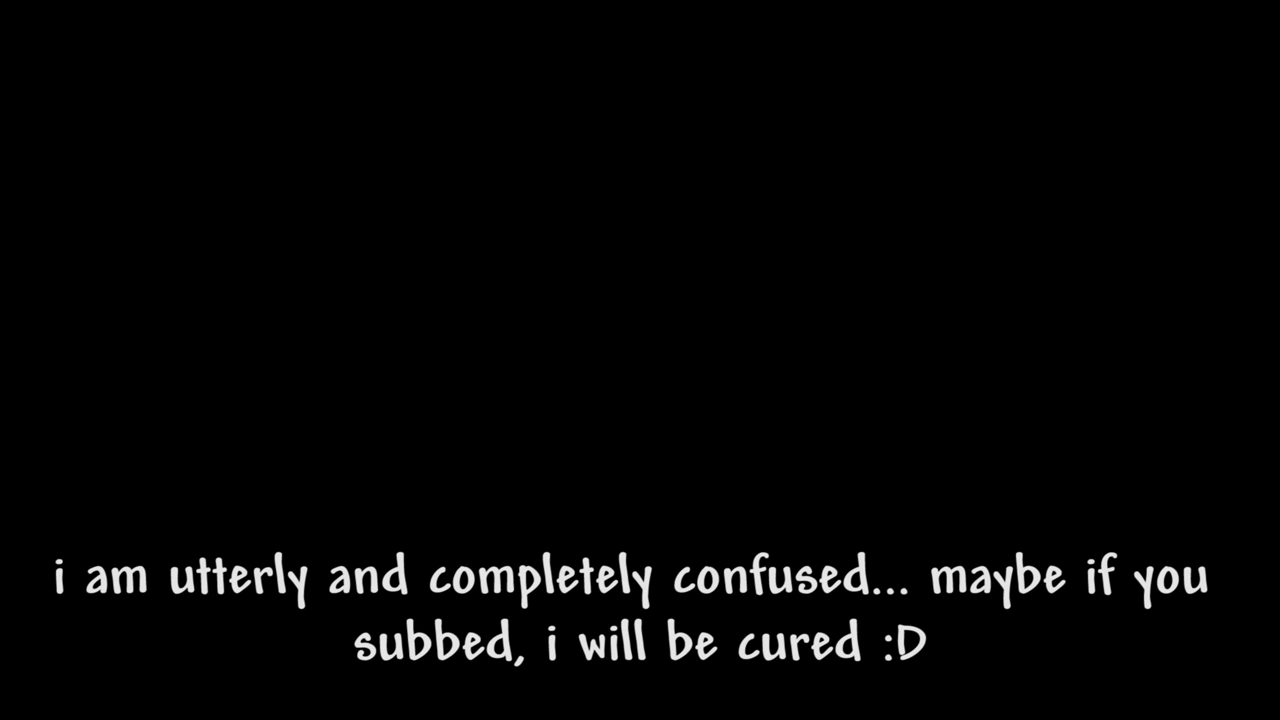 i am utterly and completely confused... maybe if you
subbed, i will be cured :D